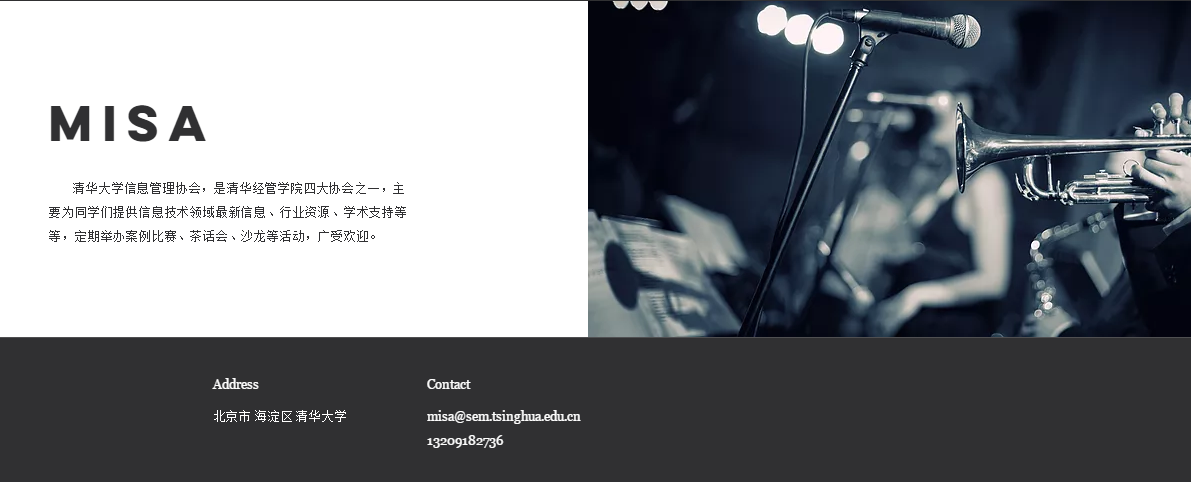 MISA
清华大学信息管理协会，是清华经管学院四大协会之一，主
要为同学们提供信息技术领域最新信息、行业资源、学术支持等
等，定期举办案例比赛、茶话会、沙龙等活动，广受欢迎。
Address
Contact
北京市 海淀区 清华大学
misa@sem.tsinghua.edu.cn
13209182736